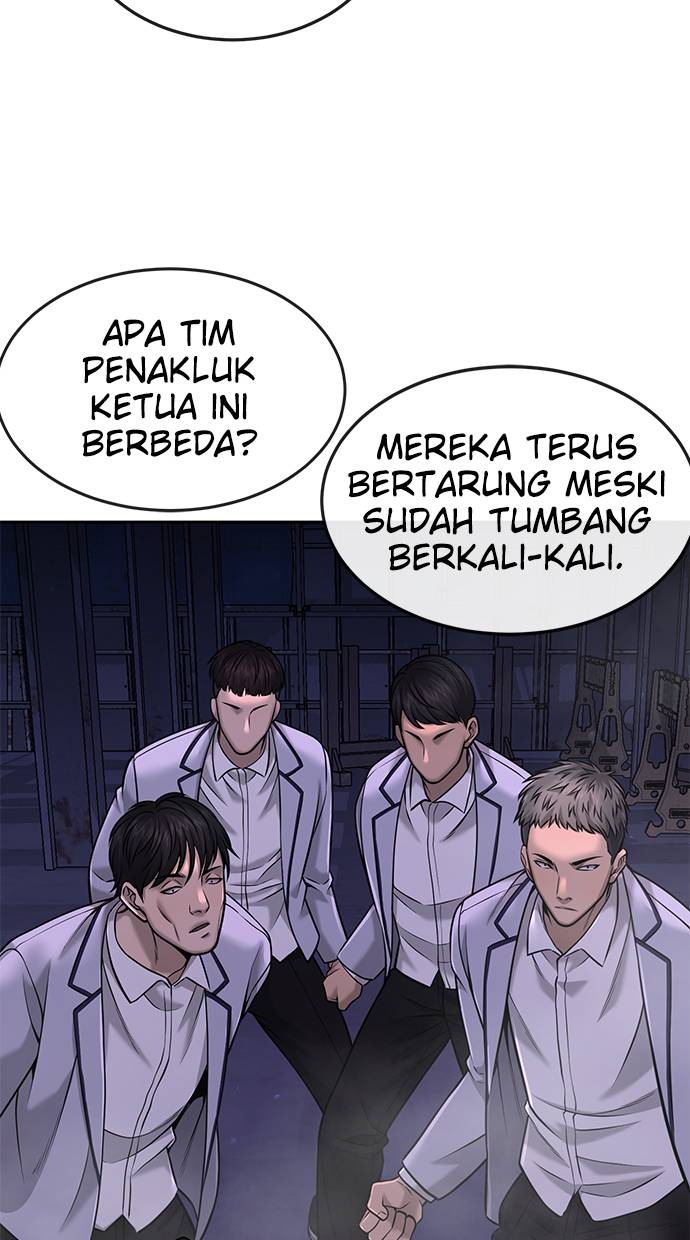 APA TIM
PENAKLUK
KETUA INI
BERBEDA?
MEREKA TERUS
BERTARUNG MESKI
SUDAH TUMBANG
BERKALI-KALI.